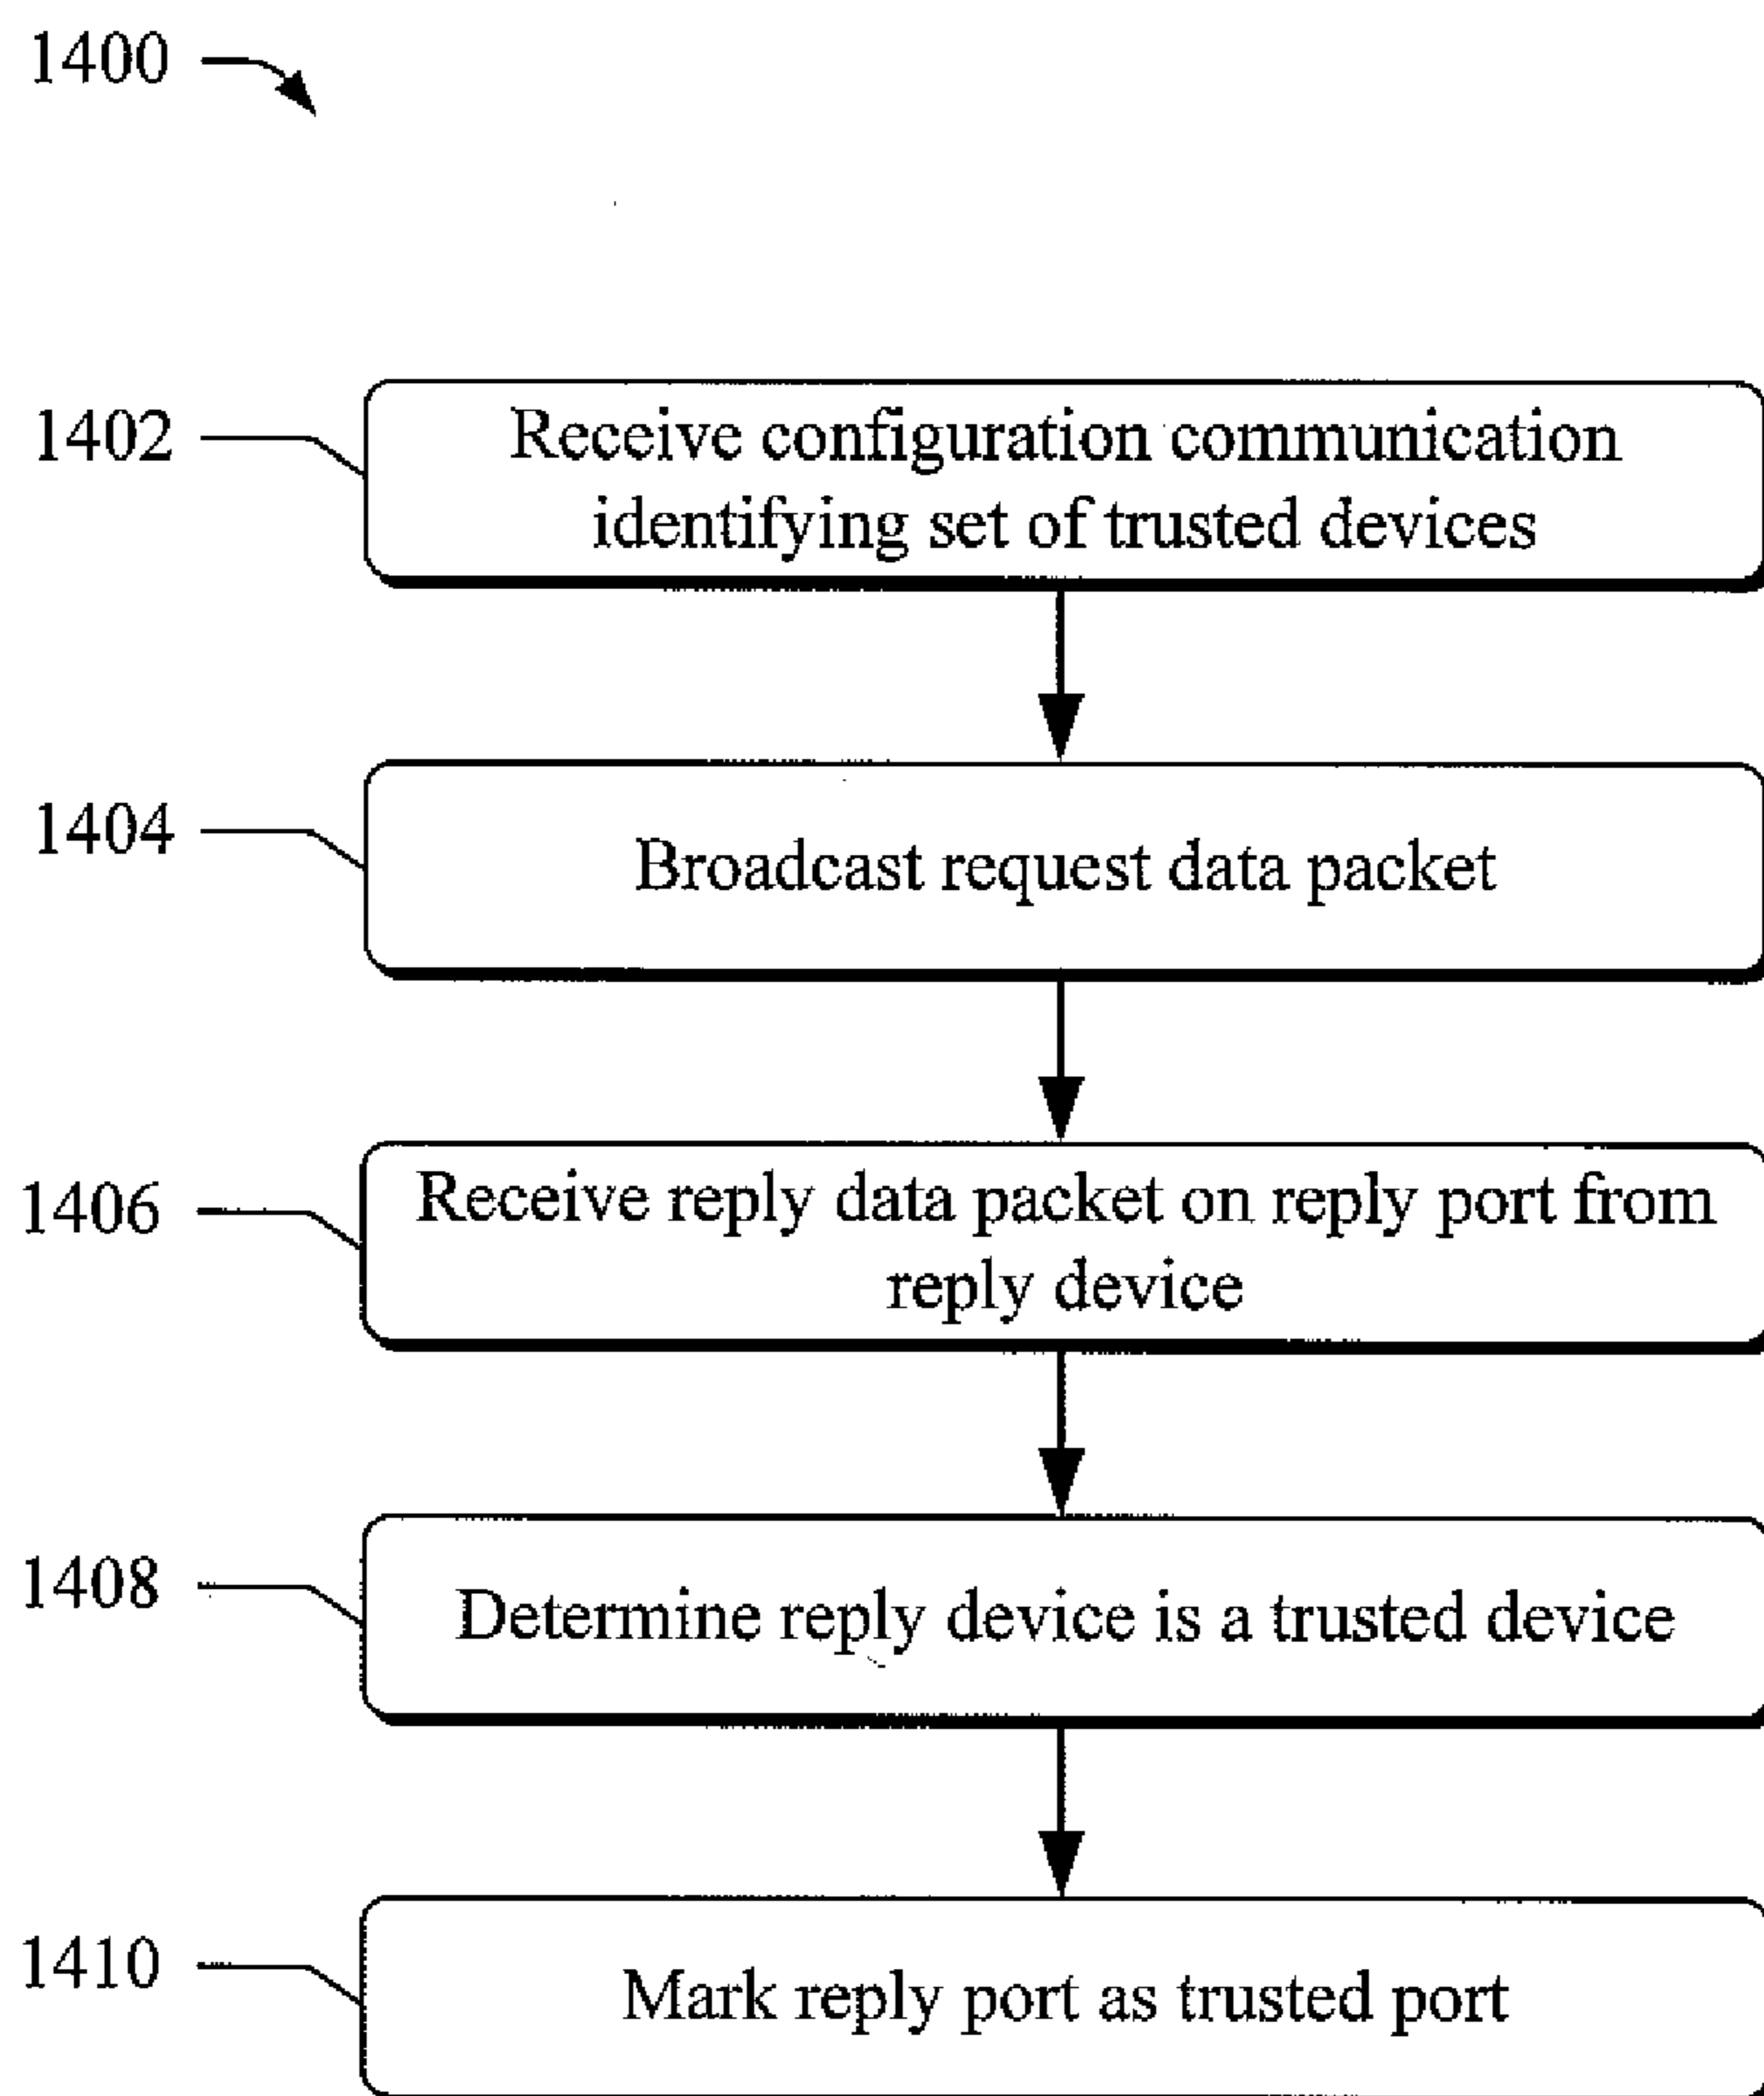 1400
1402
Receive configuration communication
identifying set of trusted devices
1404
Broadcast request data packet
1406
Receive reply data packet on reply port from
reply device
1408
Determine reply device is a trusted device
1410
Mark reply port as trusted port